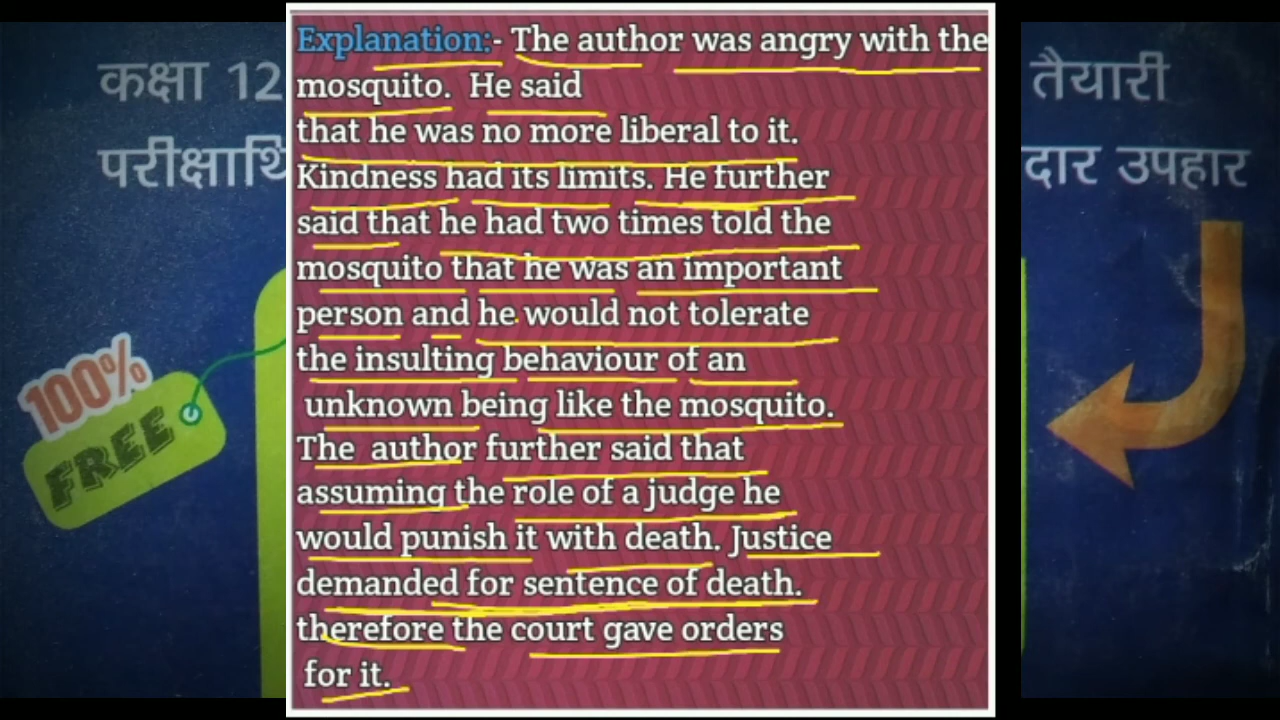 Explanation:- The author was angry with the
mosquito. He said
that he was no more liberal to it.
Kindness had its limits. He further
said that he had two times told the
mosquito that he was an important
person and he would not tolerate
the insulting behaviour of an
unknown being like the mosquito.
The author further said that
assuming the role of a judge he
would punish it with death. Justice
demanded for sentence of death.
therefore the court gave orders
for it.
कक्षा 12
परीक्षार्थि
100%
FREE
तैयारी
दार उपहार